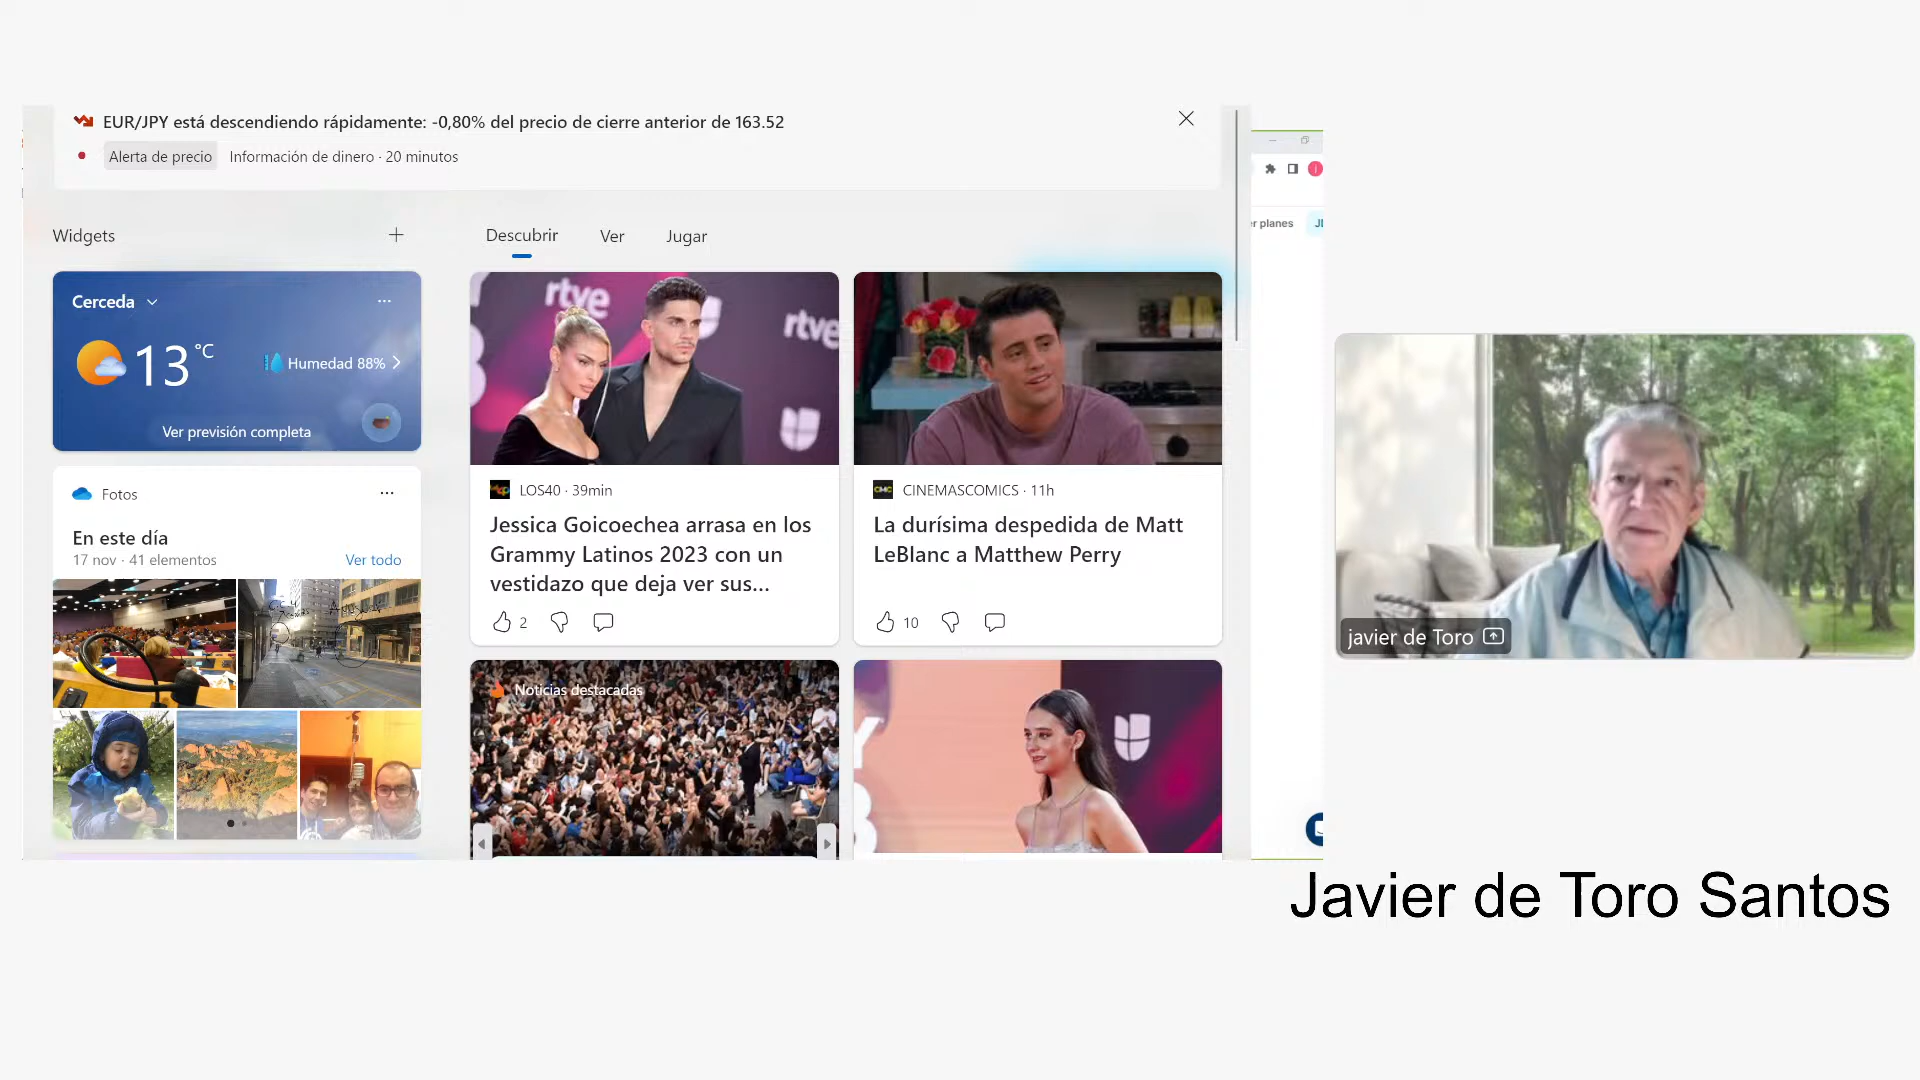 EUR/JPY está descendiendo rápidamente: -0,80% del precio de cierre anterior de 163.52
Alerta de precio
Información de dinero · 20 minutos
Widgets
Descubrir
Ver
Jugar
er planes
Cerceda
13 °C
Humedad 88%
Ver previsión completa
Fotos
En este día
17 nov · 41 elementos
Ver todo
rtve
rtve
LOS40 · 39min
Jessica Goicoechea arrasa en los
Grammy Latinos 2023 con un
vestidazo que deja ver sus...
2
CMC
CINEMASCOMICS · 11h
La durísima despedida de Matt
LeBlanc a Matthew Perry
10
Noticias destacadas
javier de Toro
Javier de Toro Santos